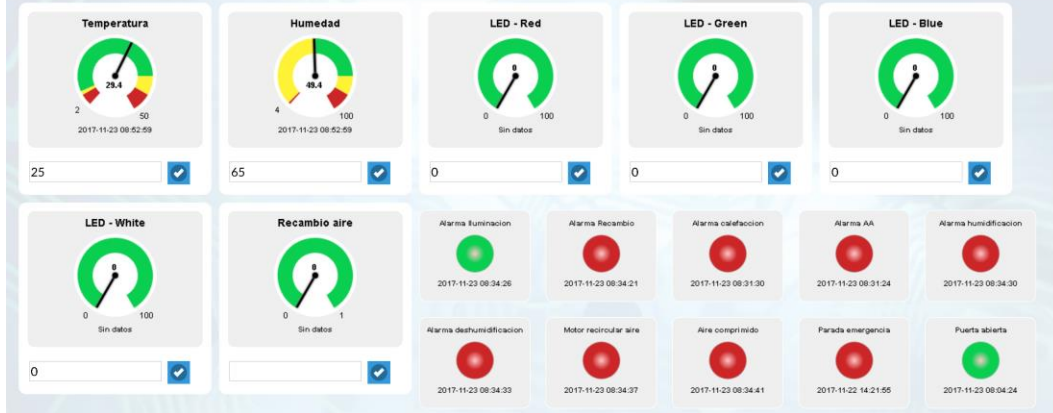 Temperatura
29.4
2 50
2017-11-23 08:52:59
25
Humedad
49.4
4 100
2017-11-23 08:52:59
65
LED - Red
0
0 100
Sin datos
0
LED - Green
0
0 100
Sin datos
0
LED - Blue
0
0 100
Sin datos
0
LED - White
0
0 100
Sin datos
0
Recambio aire
0
0 1
Sin datos
Alarma Iluminacion
2017-11-23 08:34:26
Alarma Recambio
2017-11-23 08:34:21
Alarma calefaccion
2017-11-23 08:31:30
Alarma AA
2017-11-23 08:31:24
Alarma humidificacion
2017-11-23 08:34:30
Alarma deshumidificacion
2017-11-23 08:34:33
Motor recircular aire
2017-11-23 08:34:37
Aire comprimido
2017-11-23 08:34:41
Parada emergencia
2017-11-22 14:21:55
Puerta abierta
2017-11-23 08:04:24